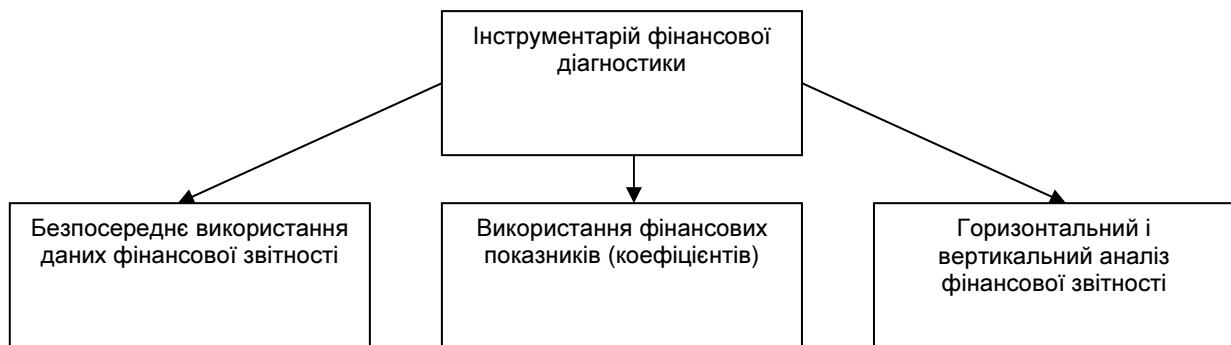 Інструментарій фінансової
діагностики
Безпосереднє використання
даних фінансової звітності
Використання фінансових
показників (коефіцієнтів)
Горизонтальний і
вертикальний аналіз
фінансової звітності